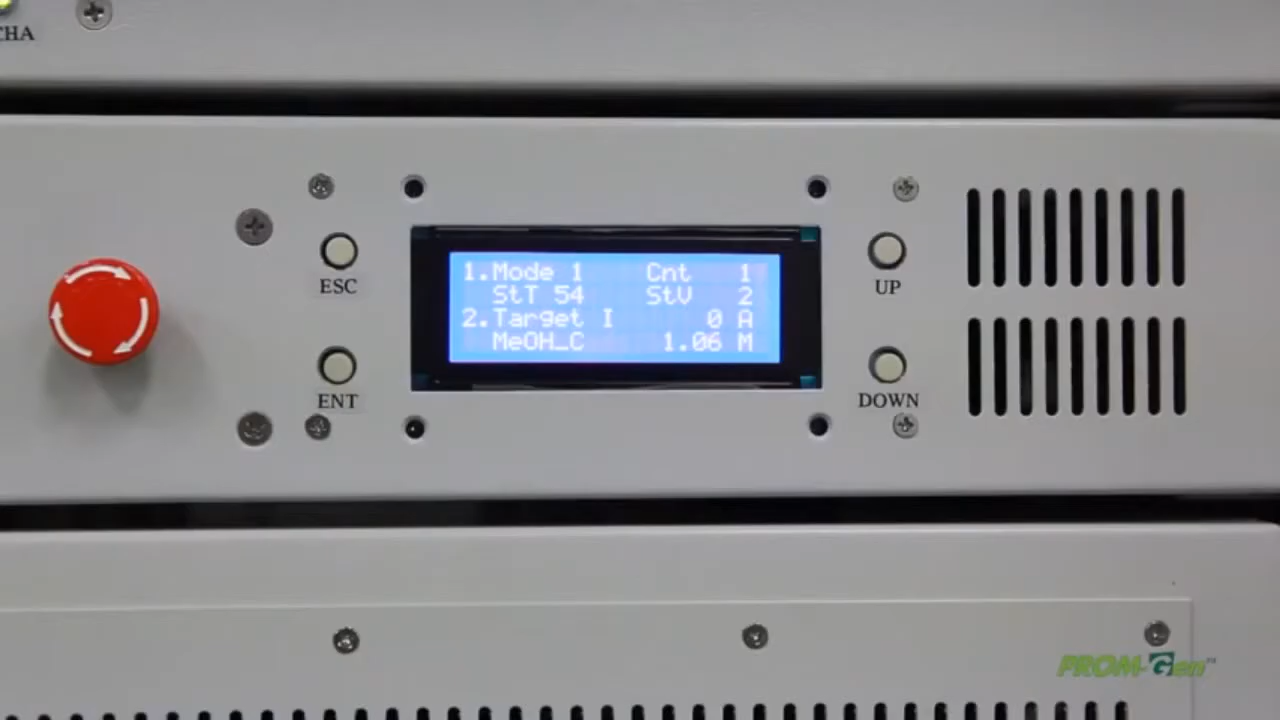 CHA
ESC
ENT
1.Mode 1 Cnt 1
StT 54 StV 2
2.Target I 0 A
MeOH_C 1.06 M
UP
DOWN
PROM-Gen™